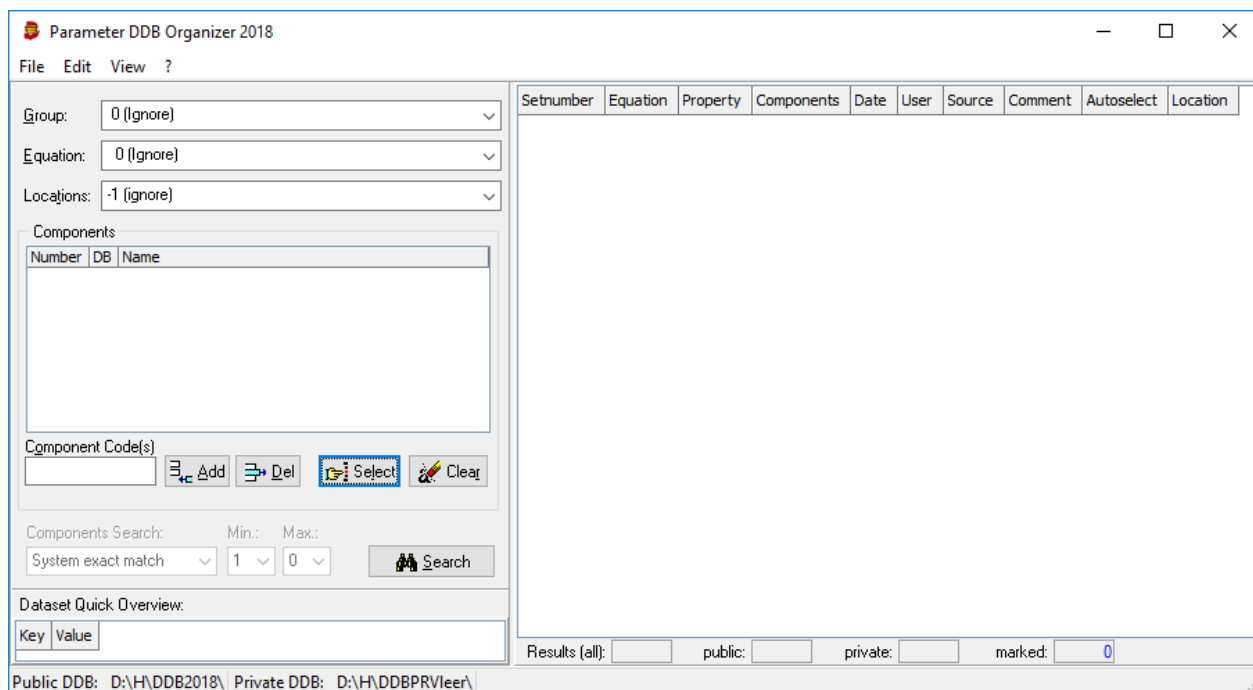 Parameter DDB Organizer 2018
File Edit View ?
Group: 0 (Ignore)
Equation: 0 (Ignore)
Locations: -1 (ignore)
Components
Number DB Name
Component Code(s)
Add Del Select Clear
Components Search: Min.: Max.:
System exact match 1 0 Search
Dataset Quick Overview:
Key Value
Setnumber Equation Property Components Date User Source Comment Autoselect Location
Results (all): public: private: marked: 0
Public DDB: D:\H\DDB2018\ Private DDB: D:\H\DDBPRVleer\